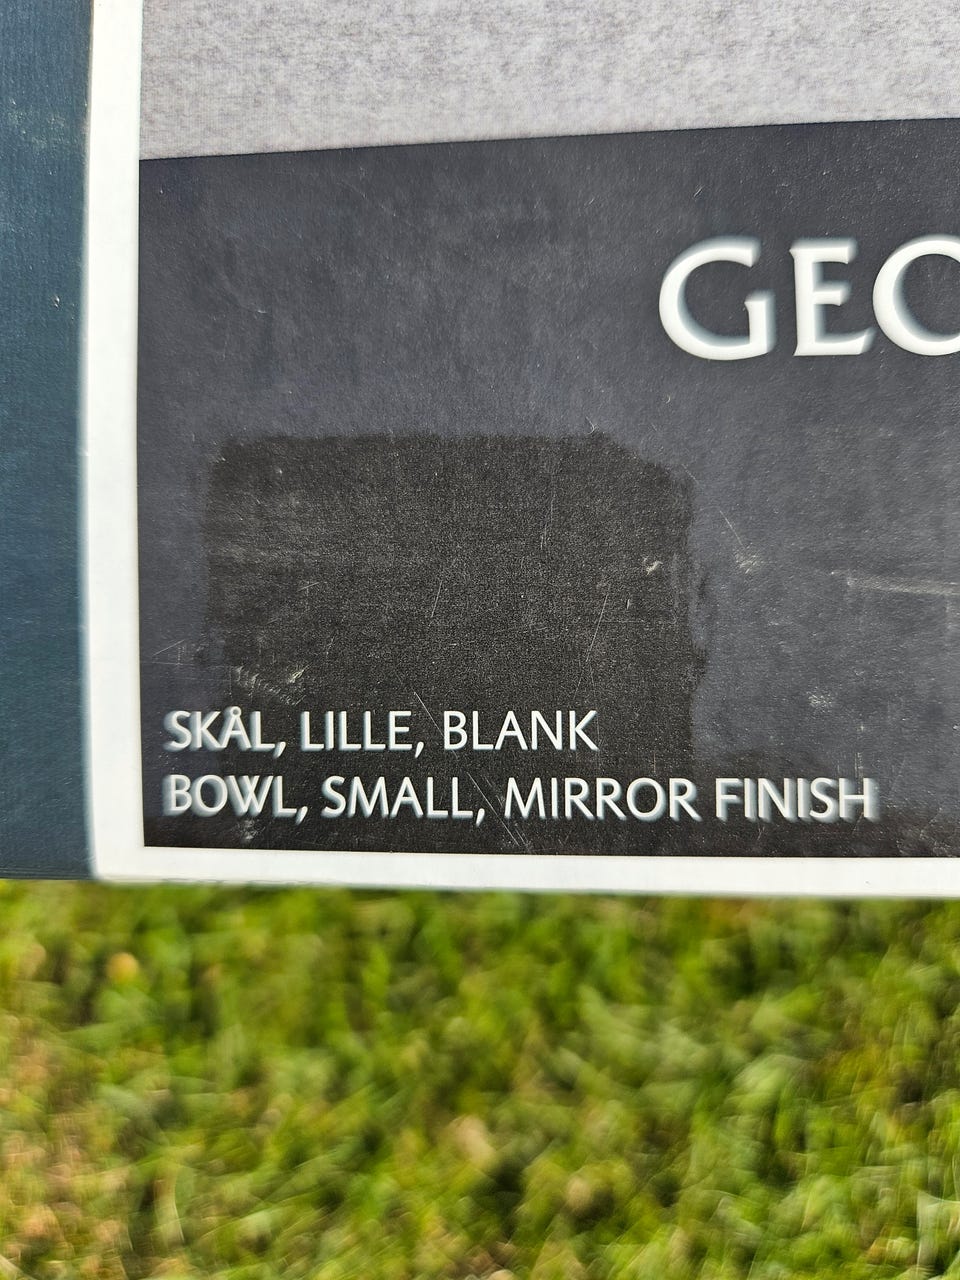 GEO
SKÅL, LILLE, BLANK
BOWL, SMALL, MIRROR FINISH